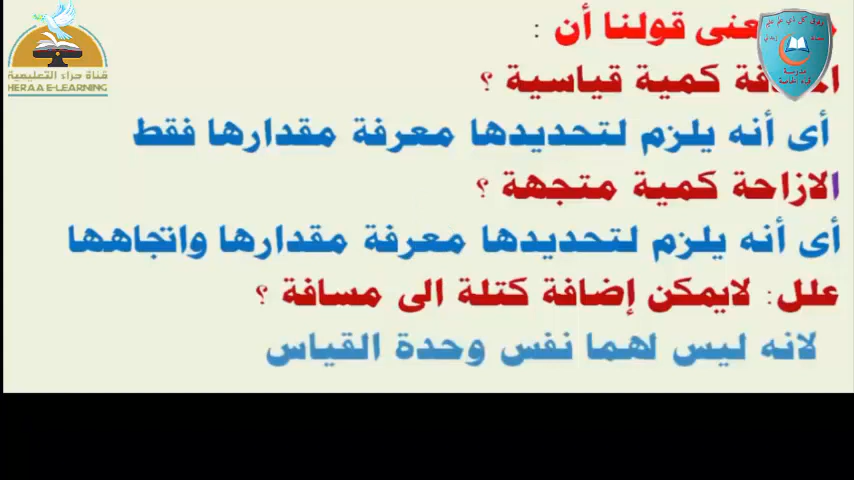 معنى قولنا أن :
المسافة كمية قياسية ؟
أى أنه يلزم لتحديدها معرفة مقدارها فقط
الازاحة كمية متجهة ؟
أى أنه يلزم لتحديدها معرفة مقدارها واتجاهها
علل: لايمكن إضافة كتلة الى مسافة ؟
لانه ليس لهما نفس وحدة القياس
قناة حراء التعليمية
HERAA E-LEARNING